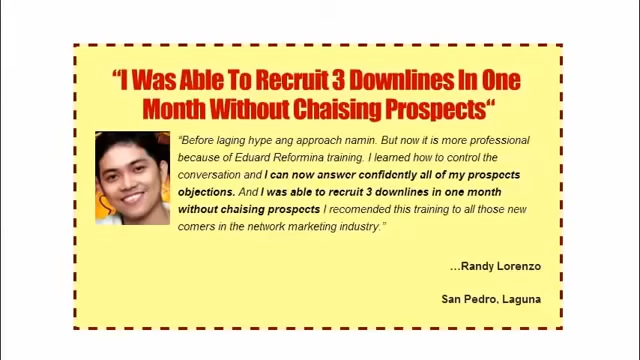 “I Was Able To Recruit 3 Downlines In One
Month Without Chaising Prospects“
“Before laging hype ang approach namin. But now it is more professional
because of Eduard Reformina training. I learned how to control the
conversation and I can now answer confidently all of my prospects
objections. And I was able to recruit 3 downlines in one month
without chaising prospects I recomended this training to all those new
comers in the network marketing industry.”
…Randy Lorenzo
San Pedro, Laguna